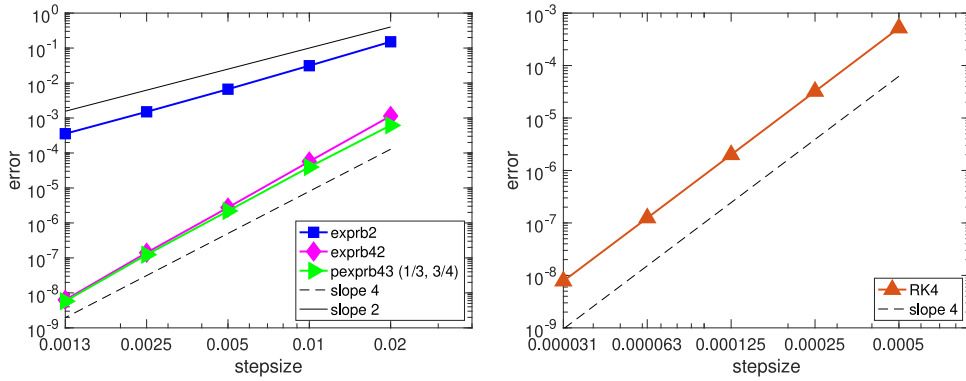 10^0
10^-1
10^-2
10^-3
10^-4
10^-5
10^-6
10^-7
10^-8
10^-9
error
0.0013
0.0025
0.005
0.01
0.02
stepsize
exprb2
exprb42
pexprb43 (1/3, 3/4)
slope 4
slope 2
10^-3
10^-4
10^-5
10^-6
10^-7
10^-8
10^-9
error
0.000031
0.000063
0.000125
0.00025
0.0005
stepsize
RK4
slope 4